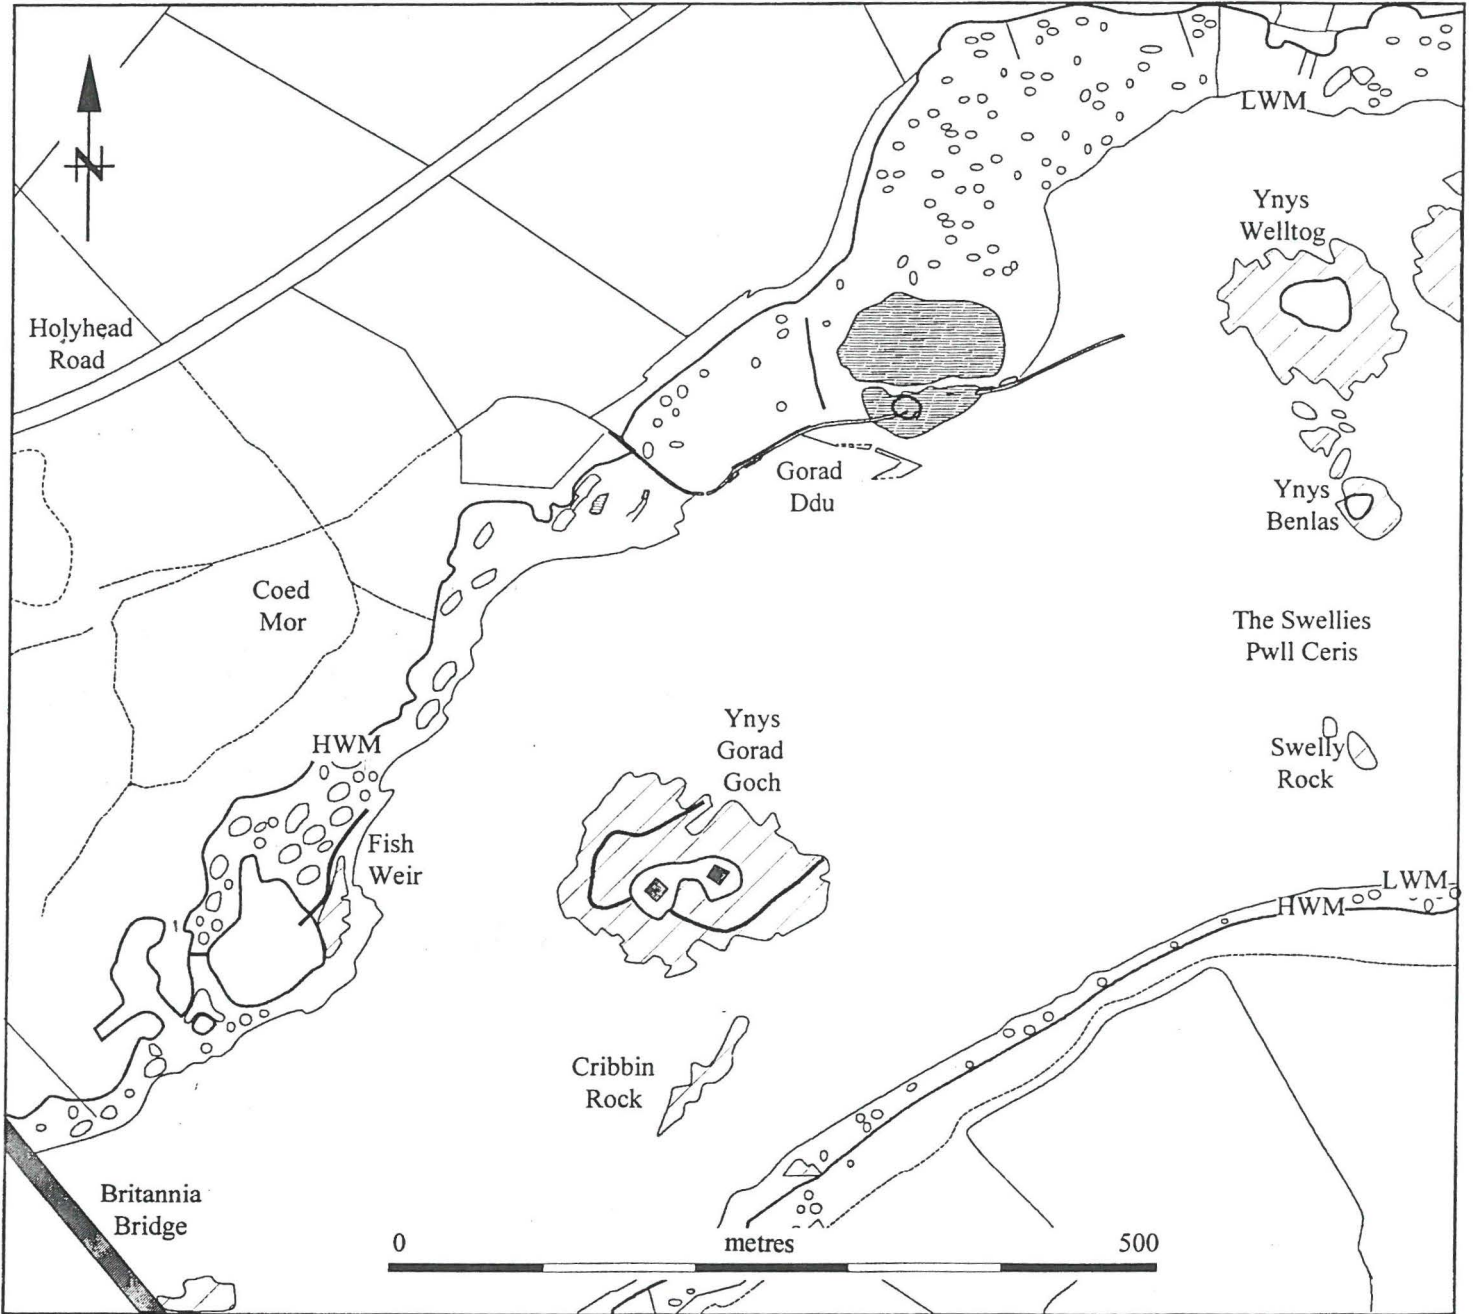 N
LWM
Ynys
Welltog
Holyhead
Road
Gorad
Ddu
Ynys
Benlas
Coed
Mor
The Swellies
Pwll Ceris
HWM
Ynys
Gorad
Goch
Swelly
Rock
Fish
Weir
LWM
HWM
Cribbin
Rock
Britannia
Bridge
0 metres 500